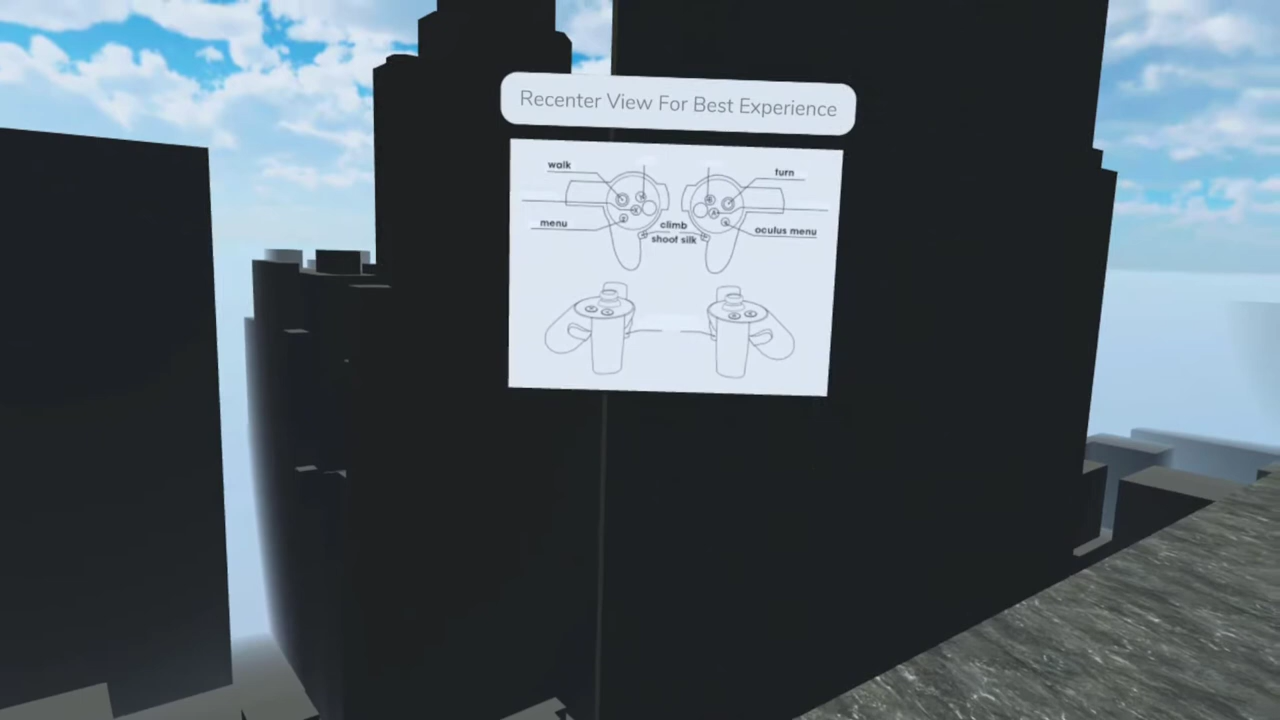 Recenter View For Best Experience
walk
turn
menu
climb
oculus menu
shoot silk